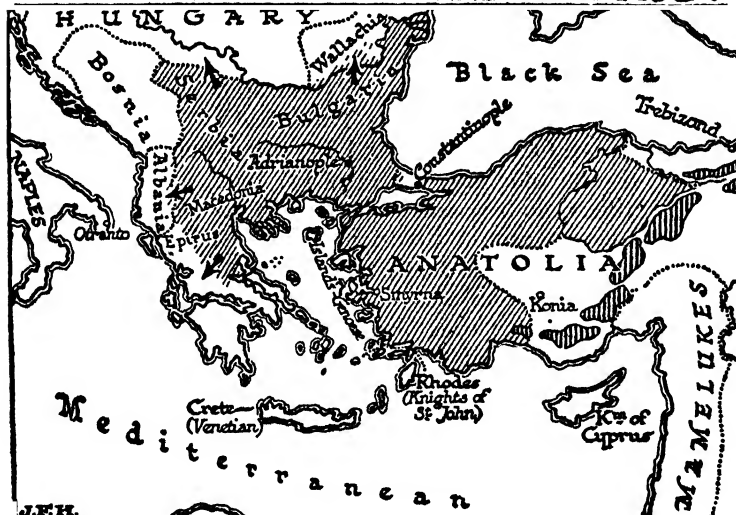 HUNGARY
Wallachia
Black Sea
Bosnia
Serbia
Bulgaria
Trebizond
Constantinople
Adrianople
NAPLES
Albania
Macedonia
Otranto
Epirus
ANATOLIA
Smyrna
Konia
MAMELUKES
Rhodes
(Knights of
St John)
Crete
(Venetian)
Km of
Cyprus
Mediterranean
J.F.H.